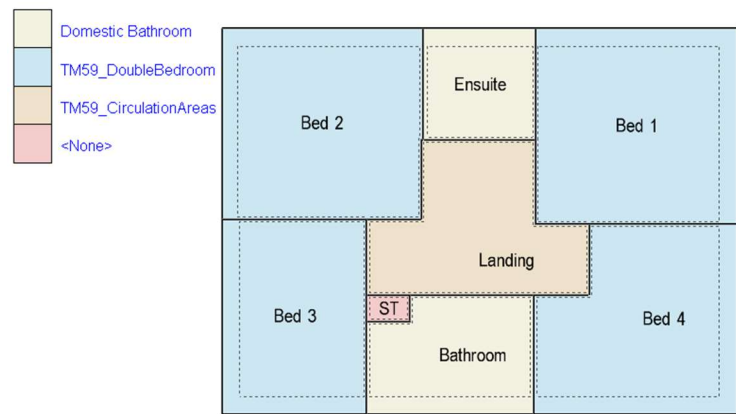 Domestic Bathroom
TM59_DoubleBedroom
TM59_CirculationAreas
<None>
Ensuite
Bed 2
Bed 1
Landing
ST
Bed 3
Bed 4
Bathroom